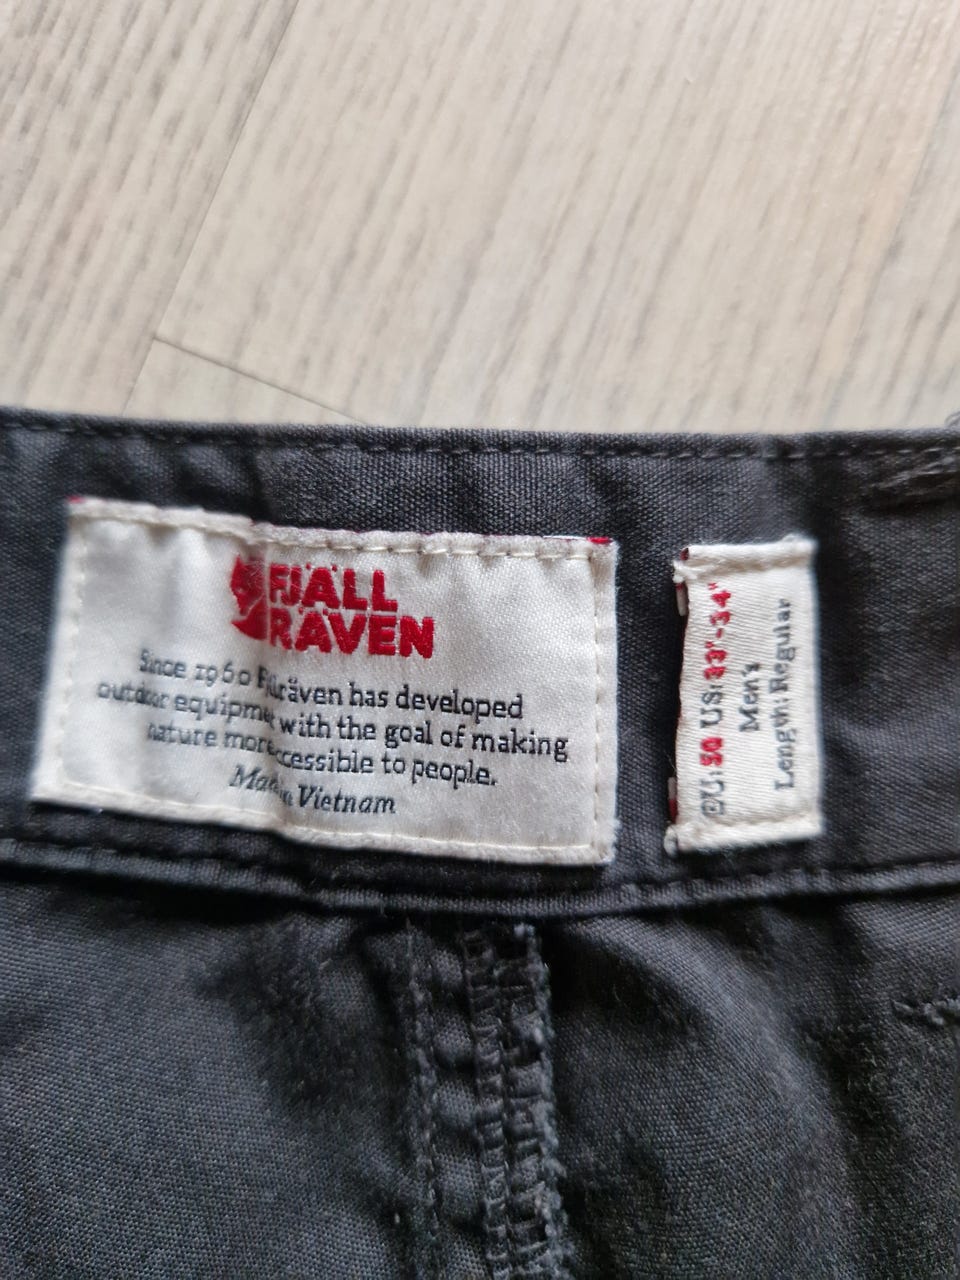 FJÄLL
RÄVEN
Since 1960 Fjällräven has developed
outdoor equipment with the goal of making
nature more accessible to people.
Made in Vietnam
EU: 50 US: 33"-34"
Men's
Length: Regular